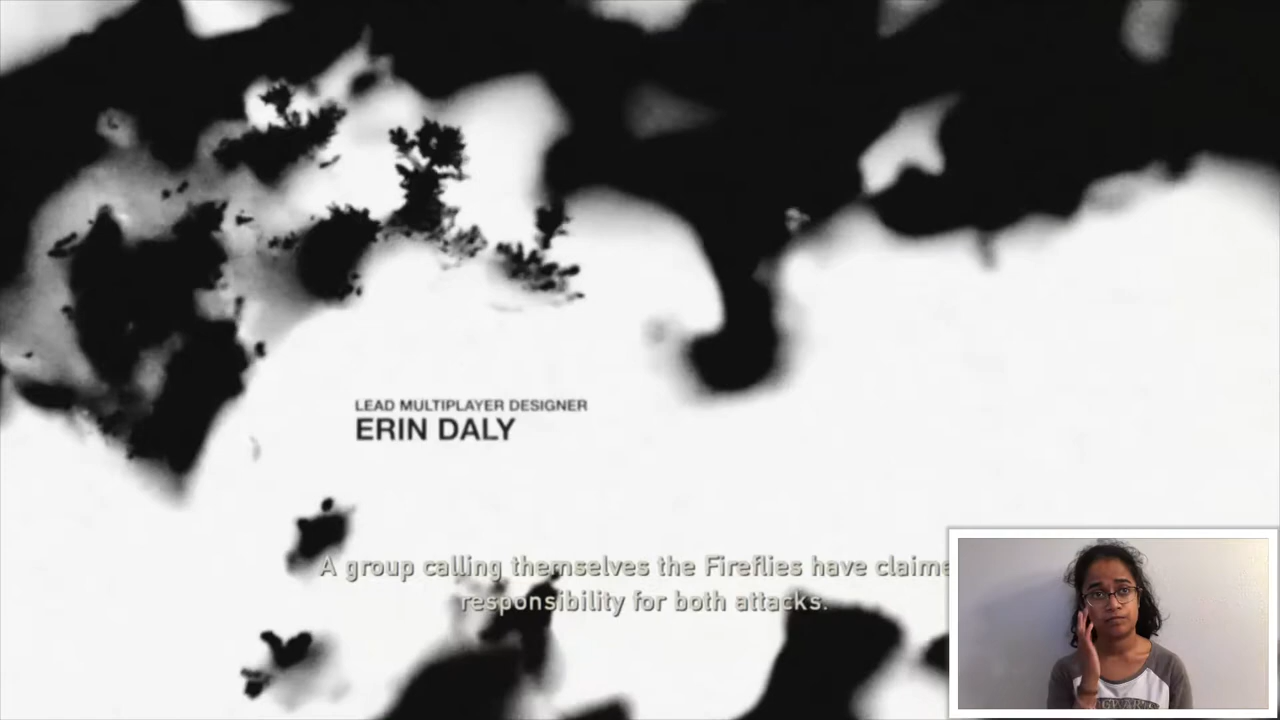 LEAD MULTIPLAYER DESIGNER
ERIN DALY
A group calling themselves the Fireflies have claime
responsibility for both attacks.